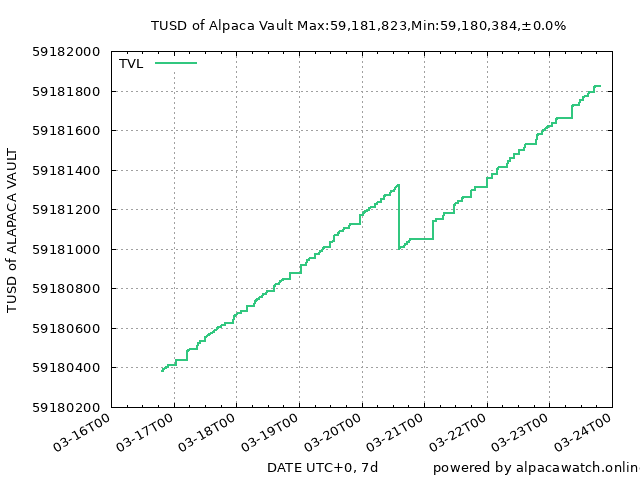 TUSD of Alpaca Vault Max:59,181,823,Min:59,180,384,±0.0%
TVL
59182000
59181800
59181600
59181400
59181200
59181000
59180800
59180600
59180400
59180200
TUSD of ALAPACA VAULT
03-16T00
03-17T00
03-18T00
03-19T00
03-20T00
03-21T00
03-22T00
03-23T00
03-24T00
DATE UTC+0, 7d
powered by alpacawatch.onlin